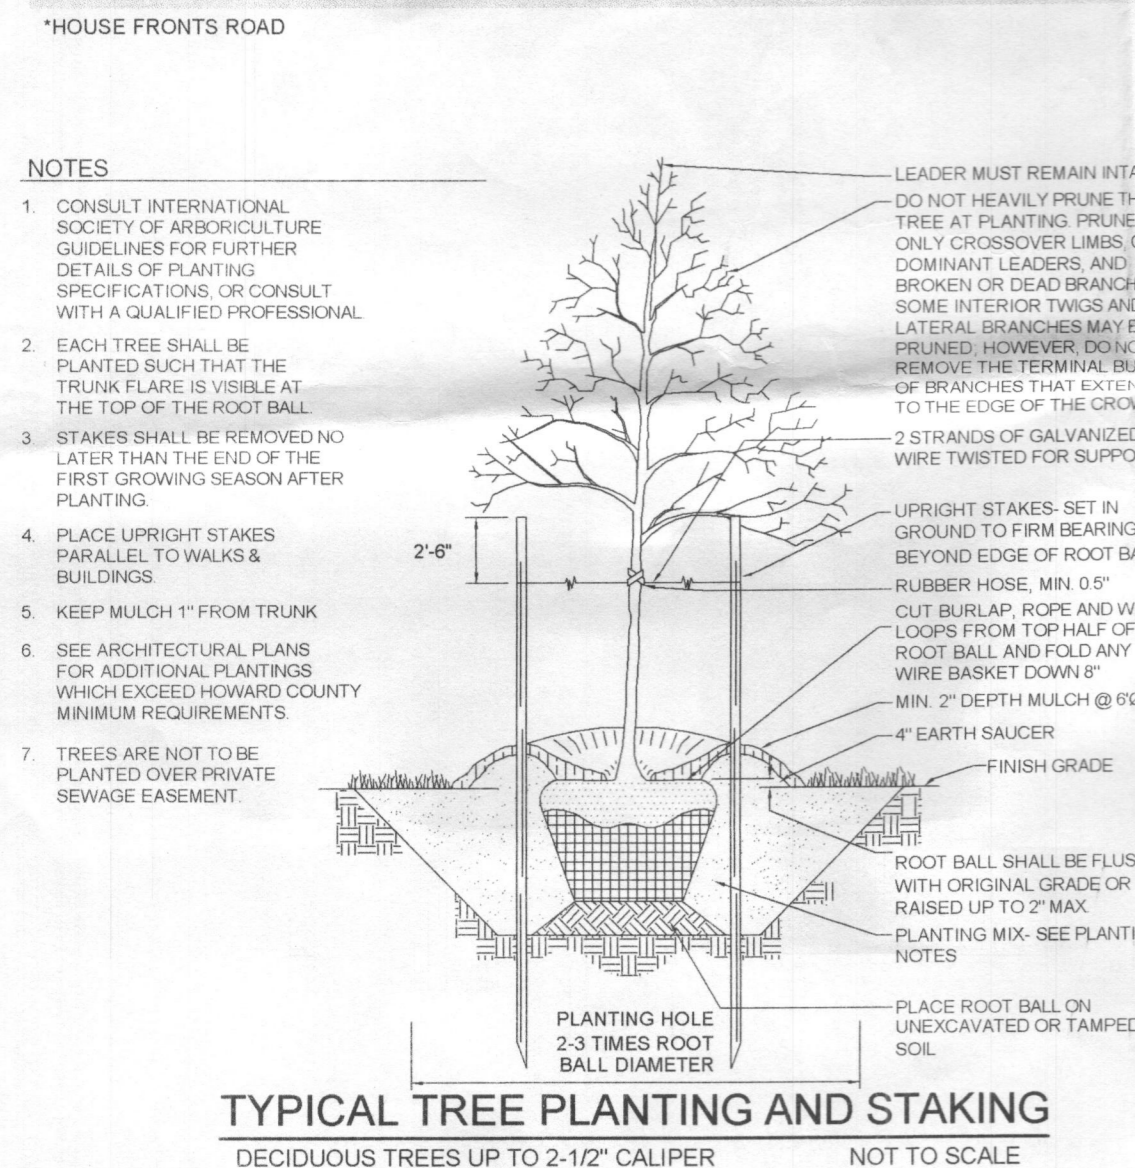 *HOUSE FRONTS ROAD
NOTES
1. CONSULT INTERNATIONAL
SOCIETY OF ARBORICULTURE
GUIDELINES FOR FURTHER
DETAILS OF PLANTING
SPECIFICATIONS, OR CONSULT
WITH A QUALIFIED PROFESSIONAL
2. EACH TREE SHALL BE
PLANTED SUCH THAT THE
TRUNK FLARE IS VISIBLE AT
THE TOP OF THE ROOT BALL.
3. STAKES SHALL BE REMOVED NO
LATER THAN THE END OF THE
FIRST GROWING SEASON AFTER
PLANTING.
4. PLACE UPRIGHT STAKES
PARALLEL TO WALKS &
BUILDINGS.
5. KEEP MULCH 1" FROM TRUNK
6. SEE ARCHITECTURAL PLANS
FOR ADDITIONAL PLANTINGS
WHICH EXCEED HOWARD COUNTY
MINIMUM REQUIREMENTS.
7. TREES ARE NOT TO BE
PLANTED OVER PRIVATE
SEWAGE EASEMENT.
2'-6"
LEADER MUST REMAIN
DO NOT HEAVILY PRUNE
TREE AT PLANTING. PRUNE
ONLY CROSSOVER LIMBS,
DOMINANT LEADERS, AND
BROKEN OR DEAD
SOME INTERIOR TWIGS AND
LATERAL BRANCHES MAY
PRUNED; HOWEVER, DO
REMOVE THE TERMINAL
OF BRANCHES THAT
TO THE EDGE OF THE
2 STRANDS OF GALVANIZED
WIRE TWISTED FOR
UPRIGHT STAKES- SET IN
GROUND TO FIRM BEARING
BEYOND EDGE OF ROOT
RUBBER HOSE, MIN. 0.5"
CUT BURLAP, ROPE AND
LOOPS FROM TOP HALF OF
ROOT BALL AND FOLD ANY
WIRE BASKET DOWN 8"
MIN. 2" DEPTH MULCH @
4" EARTH SAUCER
FINISH GRADE
ROOT BALL SHALL BE
WITH ORIGINAL GRADE OR
RAISED UP TO 2" MAX.
PLANTING MIX- SEE
NOTES
PLACE ROOT BALL ON
UNEXCAVATED OR TAMPED
SOIL
PLANTING HOLE
2-3 TIMES ROOT
BALL DIAMETER
TYPICAL TREE PLANTING AND STAKING
DECIDUOUS TREES UP TO 2-1/2" CALIPER NOT TO SCALE